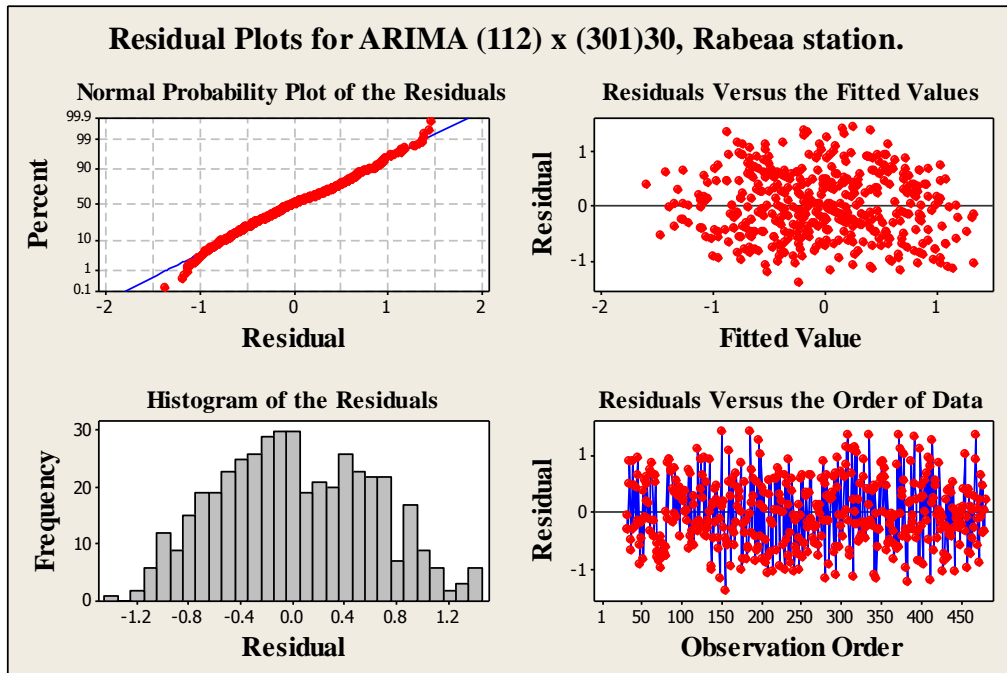 Residual Plots for ARIMA (112) x (301)30, Rabeaa station.
Normal Probability Plot of the Residuals
99.9
99
90
50
10
1
0.1
Percent
-2 -1 0 1 2
Residual
Residuals Versus the Fitted Values
1
0
-1
Residual
-2 -1 0 1
Fitted Value
Histogram of the Residuals
30
20
10
0
Frequency
-1.2 -0.8 -0.4 0.0 0.4 0.8 1.2
Residual
Residuals Versus the Order of Data
1
0
-1
Residual
1 50 100 150 200 250 300 350 400 450
Observation Order